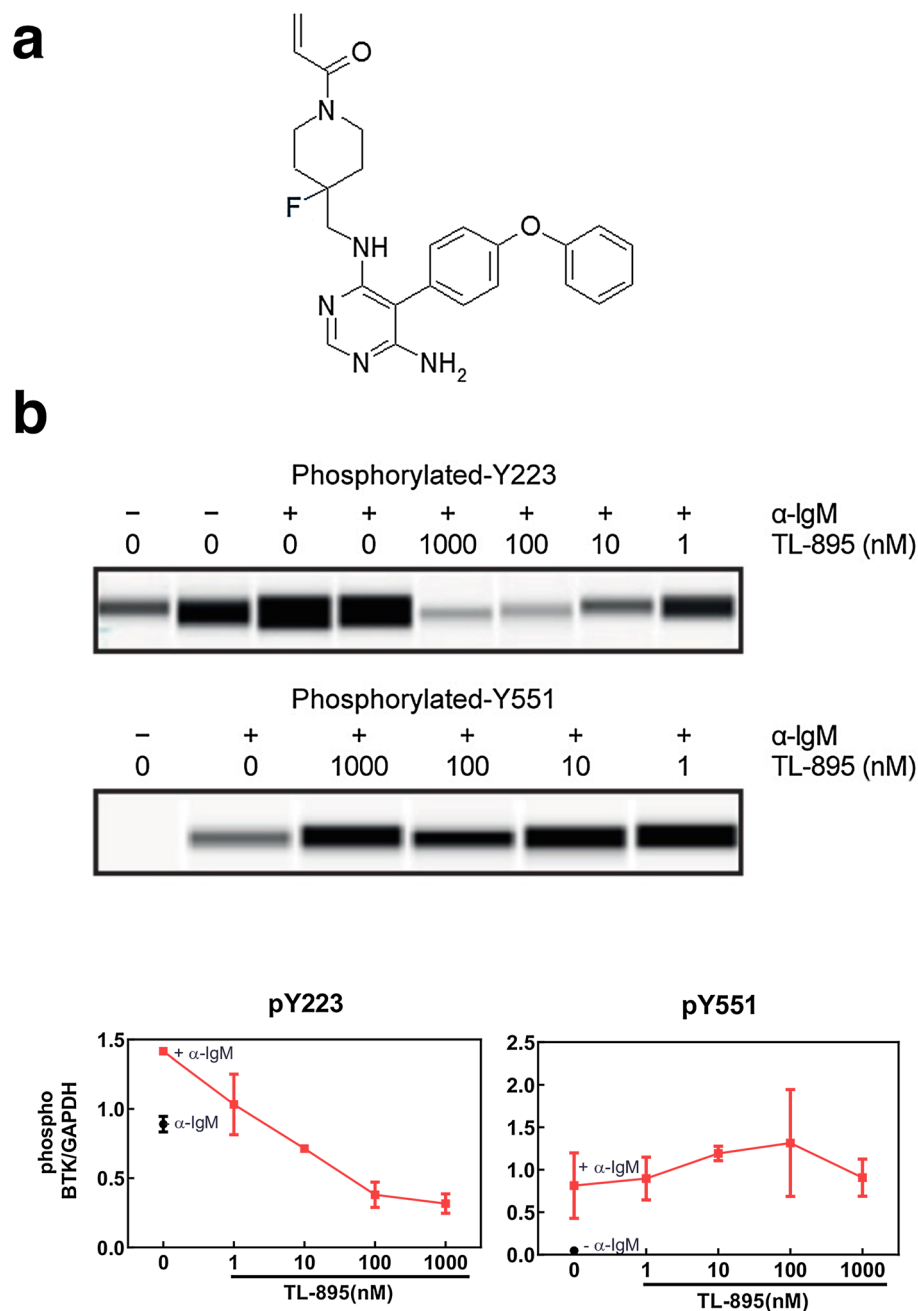 a
O
N
F
NH
O
N
N
NH2
b
Phosphorylated-Y223
− − + + + + + + α-IgM
0 0 0 0 1000 100 10 1 TL-895 (nM)
Phosphorylated-Y551
− + + + + + α-IgM
0 0 1000 100 10 1 TL-895 (nM)
pY223
phospho
BTK/GAPDH
1.5
1.0
0.5
0.0
+ α-IgM
α-IgM
0 1 10 100 1000
TL-895(nM)
pY551
2.5
2.0
1.5
1.0
0.5
0.0
+ α-IgM
- α-IgM
0 1 10 100 1000
TL-895(nM)